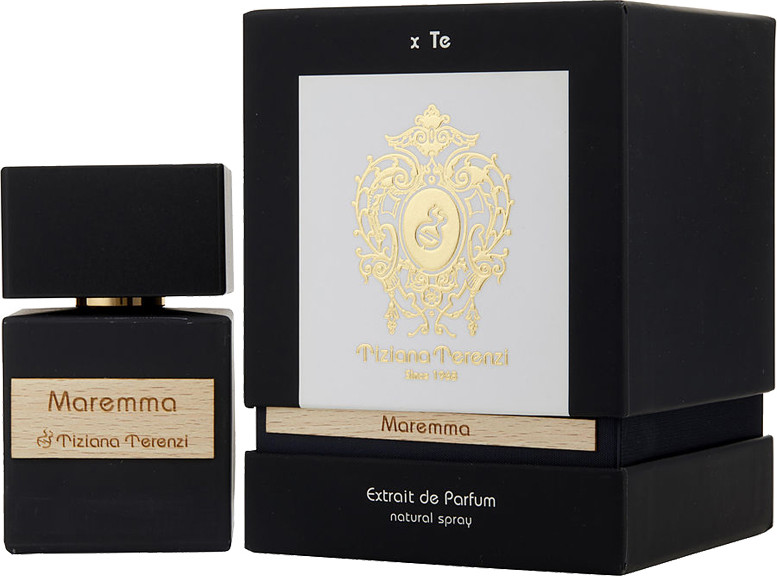 x Te
Tiziana Terenzi
Since 1968
Maremma
Extrait de Parfum
natural spray
Maremma
Tiziana Terenzi